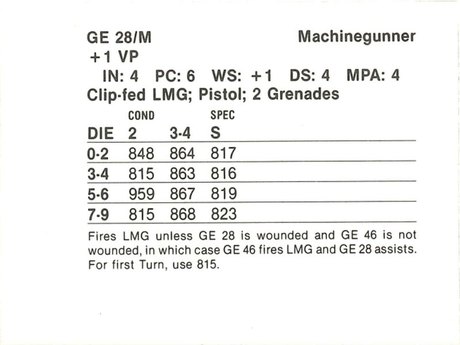 GE 28/M Machinegunner
+1 VP
IN: 4 PC: 6 WS: +1 DS: 4 MPA: 4
Clip-fed LMG; Pistol; 2 Grenades
COND SPEC
DIE 2 3-4 S
0-2 848 864 817
3-4 815 863 816
5-6 959 867 819
7-9 815 868 823
Fires LMG unless GE 28 is wounded and GE 46 is not
wounded, in which case GE 46 fires LMG and GE 28 assists.
For first Turn, use 815.